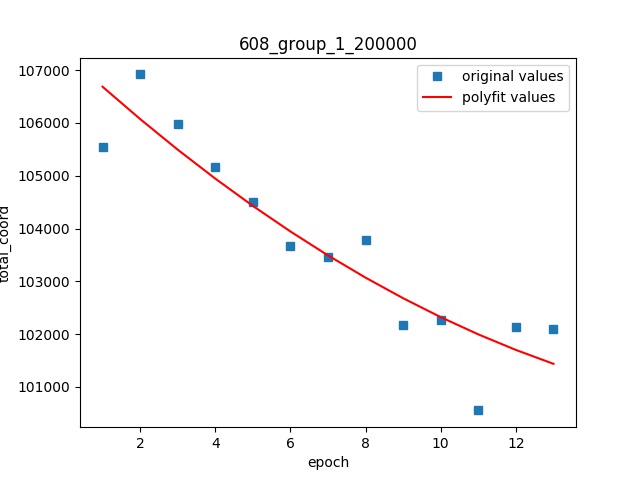 608_group_1_200000
original values
polyfit values
107000
106000
105000
104000
103000
102000
101000
total_coord
2
4
6
8
10
12
epoch